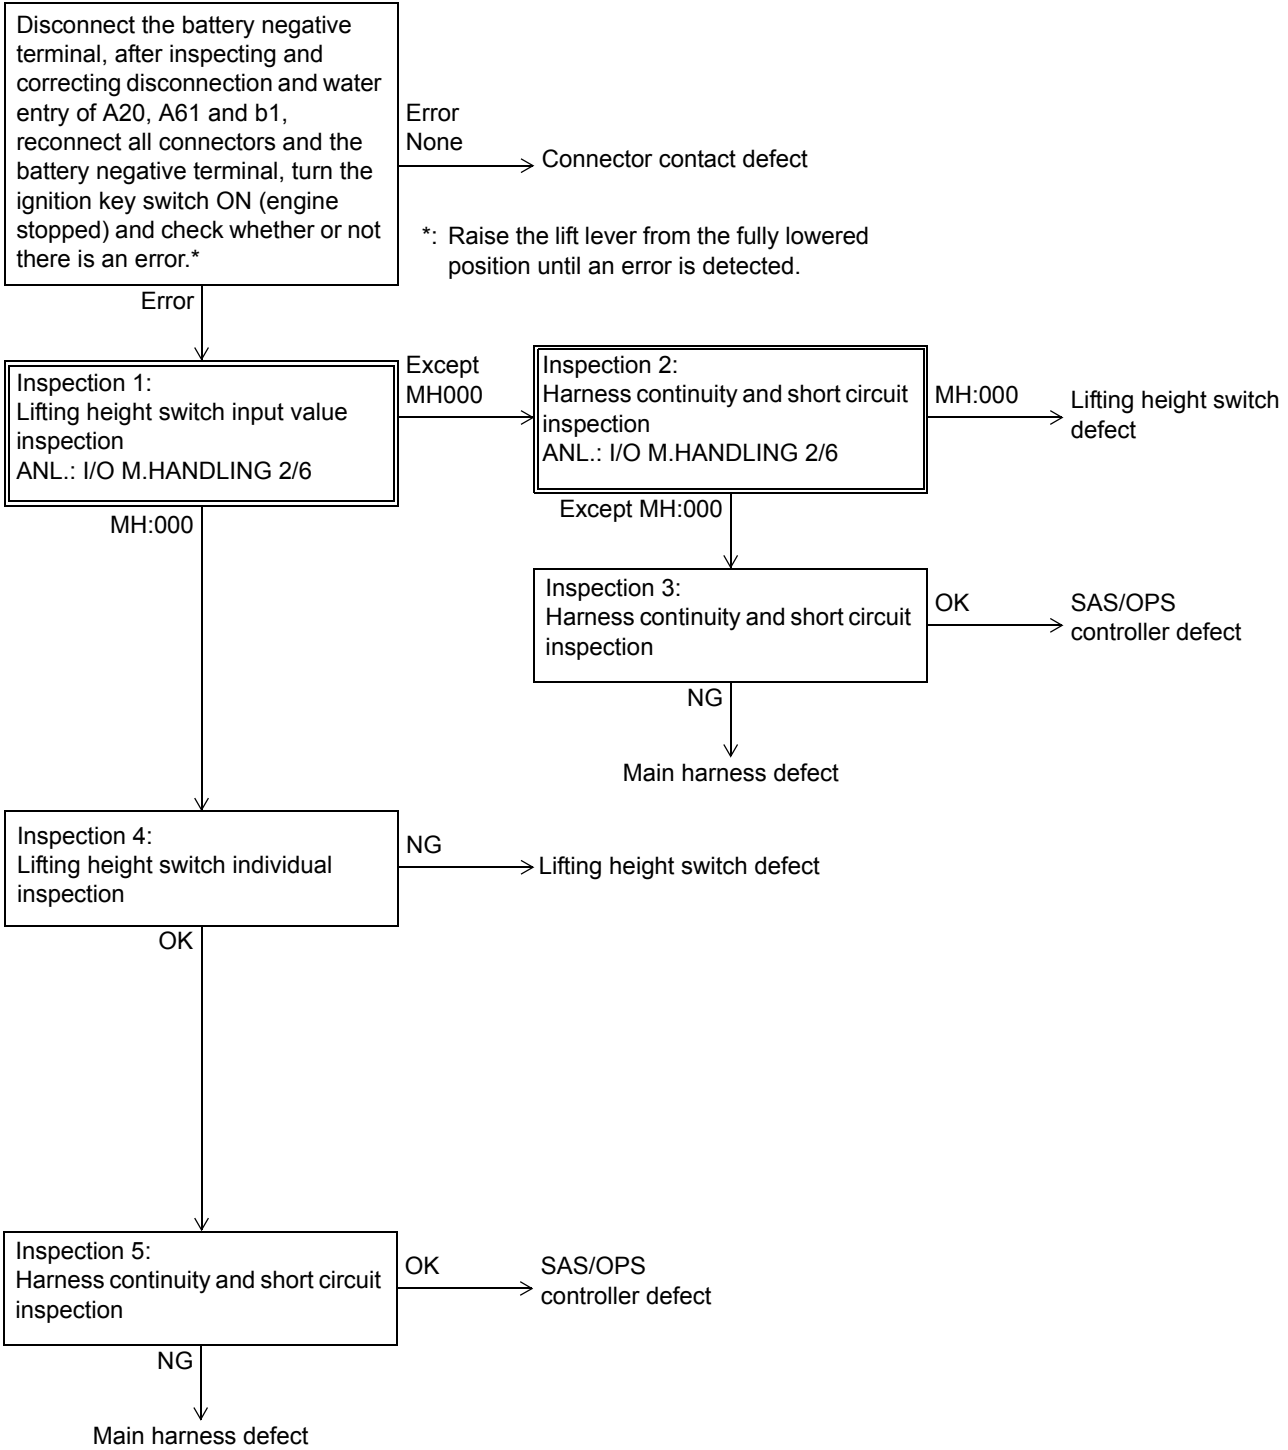 Disconnect the battery negative
terminal, after inspecting and
correcting disconnection and water
entry of A20, A61 and b1,
reconnect all connectors and the
battery negative terminal, turn the
ignition key switch ON (engine
stopped) and check whether or not
there is an error.*
Error
None
Connector contact defect
*: Raise the lift lever from the fully lowered
position until an error is detected.
Error
Inspection 1:
Lifting height switch input value
inspection
ANL.: I/O M.HANDLING 2/6
Except
MH000
Inspection 2:
Harness continuity and short circuit
inspection
ANL.: I/O M.HANDLING 2/6
MH:000
Lifting height switch
defect
MH:000
Except MH:000
Inspection 3:
Harness continuity and short circuit
inspection
OK
SAS/OPS
controller defect
NG
Main harness defect
Inspection 4:
Lifting height switch individual
inspection
NG
Lifting height switch defect
OK
Inspection 5:
Harness continuity and short circuit
inspection
OK
SAS/OPS
controller defect
NG
Main harness defect